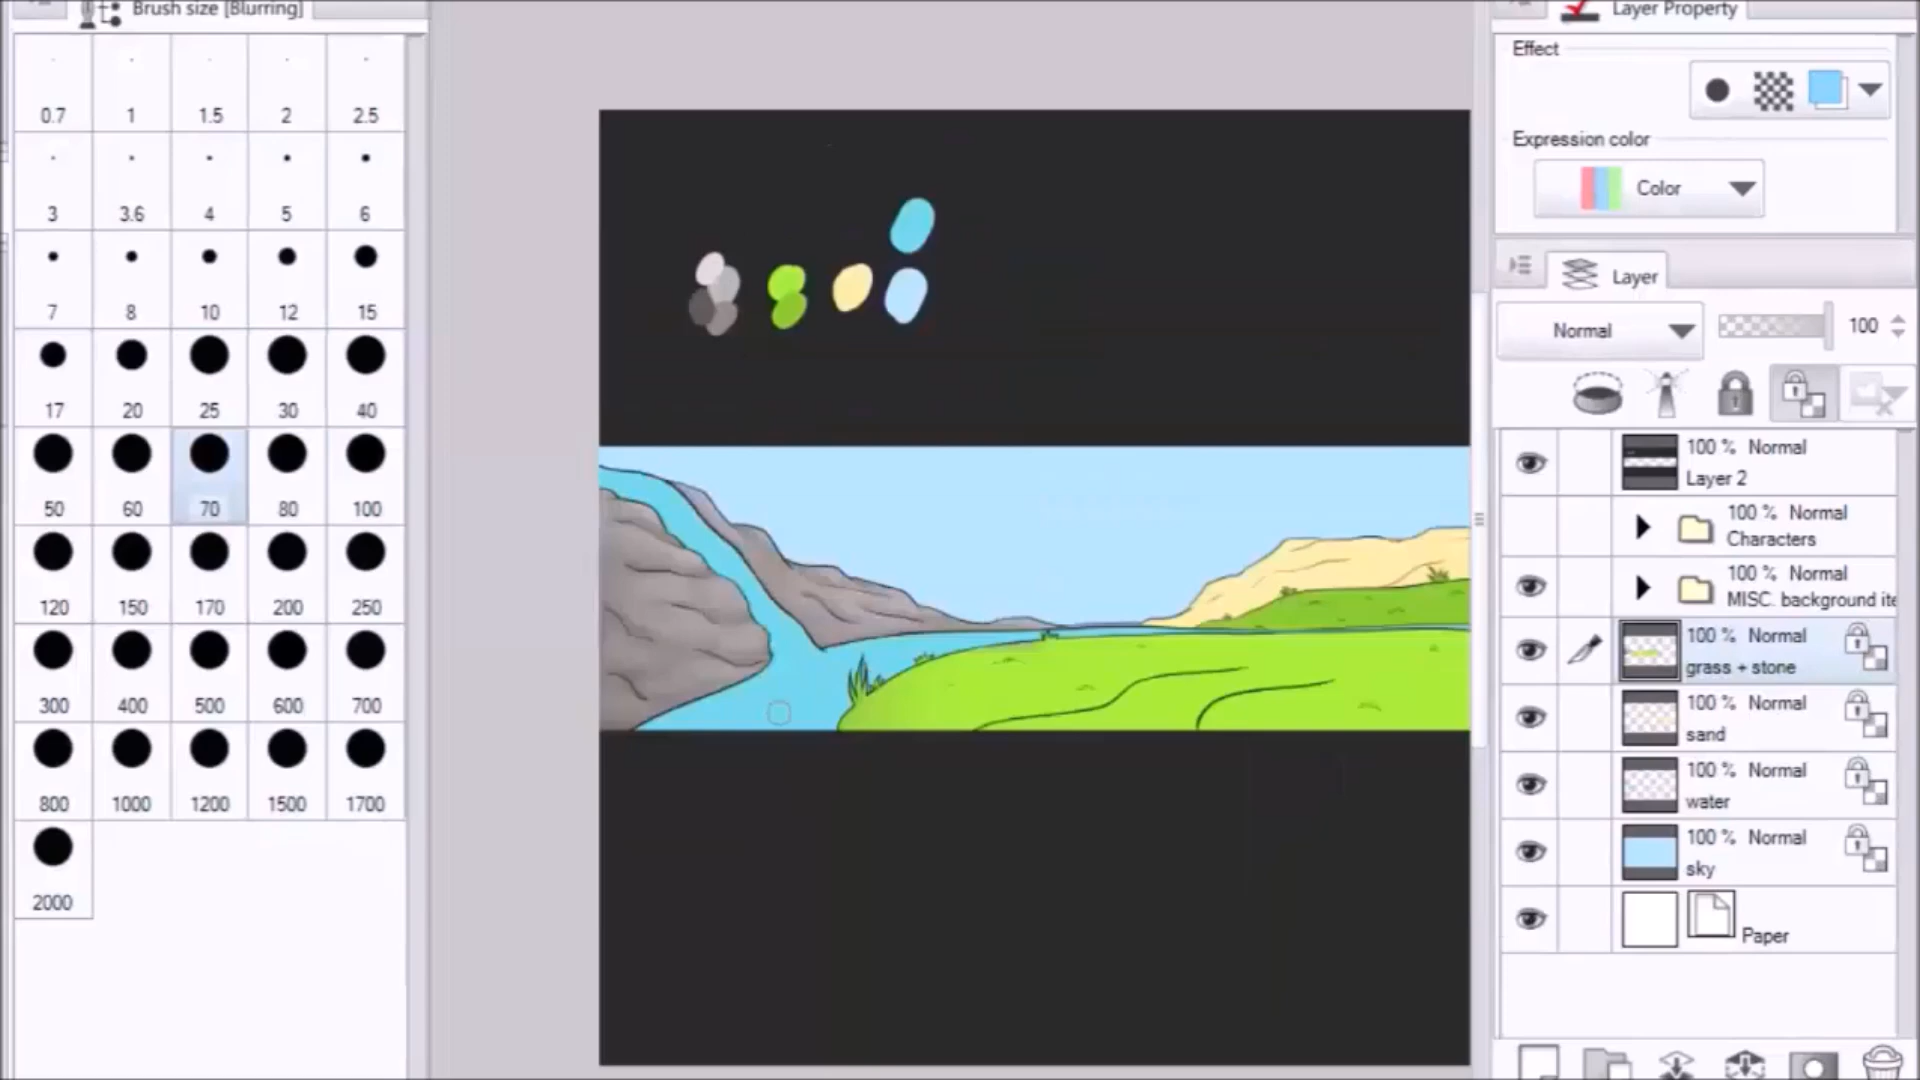 Brush size [Blurring]
0.7 1 1.5 2 2.5
3 3.6 4 5 6
7 8 10 12 15
17 20 25 30 40
50 60 70 80 100
120 150 170 200 250
300 400 500 600 700
800 1000 1200 1500 1700
2000
Layer Property
Effect
Expression color
Color
Layer
Normal 100
100 % Normal
Layer 2
100 % Normal
Characters
100 % Normal
MISC. background ite
100 % Normal
grass + stone
100 % Normal
sand
100 % Normal
water
100 % Normal
sky
Paper